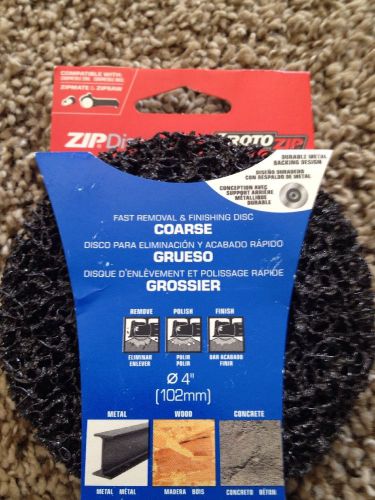 COMPATIBLE WITH:
ZIPMATE & ZIPSAW
ZIPDis
ROTO
ZIP
DURABLE METAL
BACKING DESIGN
DISEÑO DURADERO
CON RESPALDO DE METAL
CONCEPTION AVEC
SUPPORT ARRIÈRE
MÉTALLIQUE
DURABLE
FAST REMOVAL & FINISHING DISC
COARSE
DISCO PARA ELIMINACIÓN Y ACABADO RÁPIDO
GRUESO
DISQUE D'ENLÈVEMENT ET POLISSAGE RAPIDE
GROSSIER
REMOVE POLISH FINISH
ELIMINAR PULIR DAR ACABADO
ENLEVER POLIR FINIR
Ø 4"
(102mm)
METAL WOOD CONCRETE
METAL MÉTAL MADERA BOIS CONCRETO BÉTON